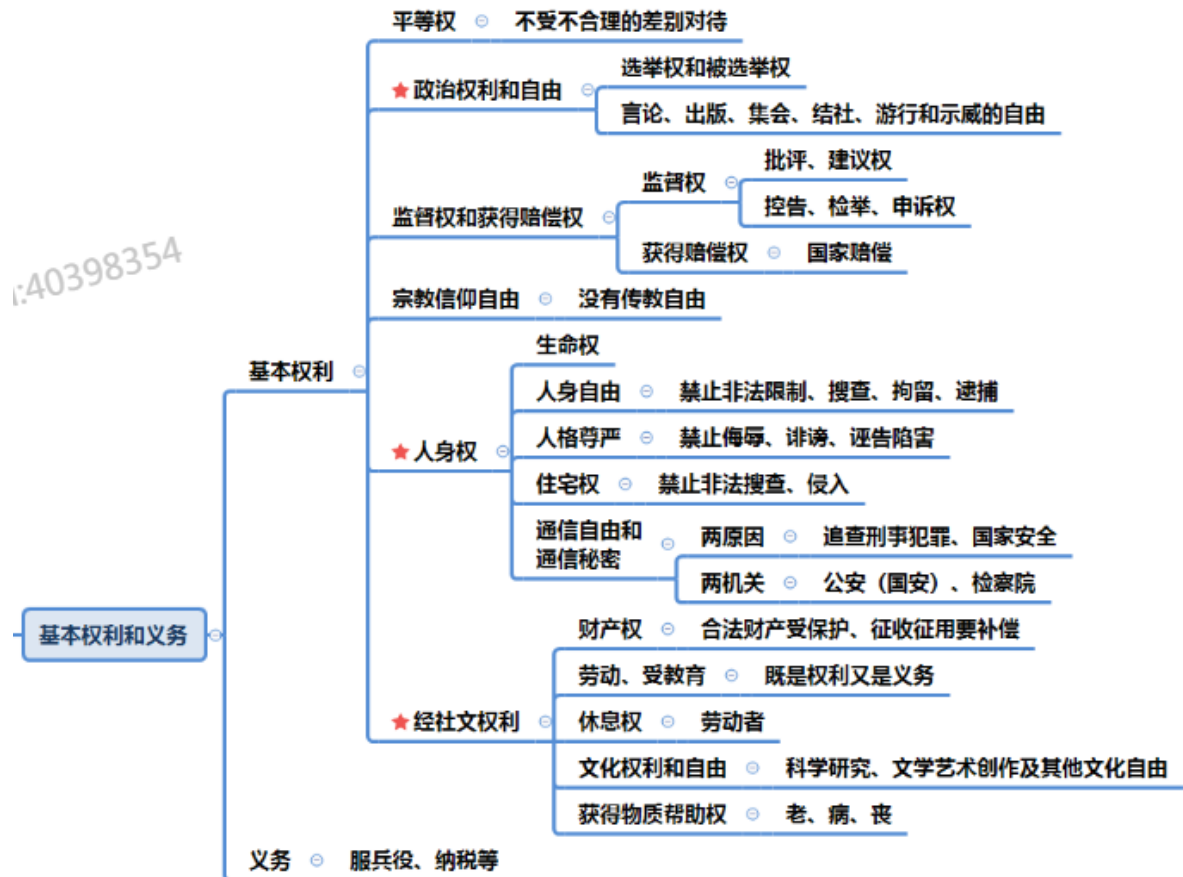 平等权
不受不合理的差别对待
政治权利和自由
选举权和被选举权
言论、出版、集会、结社、游行和示威的自由
监督权和获得赔偿权
监督权
批评、建议权
控告、检举、申诉权
获得赔偿权
国家赔偿
:40398354
宗教信仰自由
没有传教自由
基本权利
人身权
生命权
人身自由
禁止非法限制、搜查、拘留、逮捕
人格尊严
禁止侮辱、诽谤、诬告陷害
住宅权
禁止非法搜查、侵入
通信自由和
通信秘密
两原因
追查刑事犯罪、国家安全
两机关
公安（国安）、检察院
基本权利和义务
经社文权利
财产权
合法财产受保护、征收征用要补偿
劳动、受教育
既是权利又是义务
休息权
劳动者
文化权利和自由
科学研究、文学艺术创作及其他文化自由
获得物质帮助权
老、病、丧
义务
服兵役、纳税等